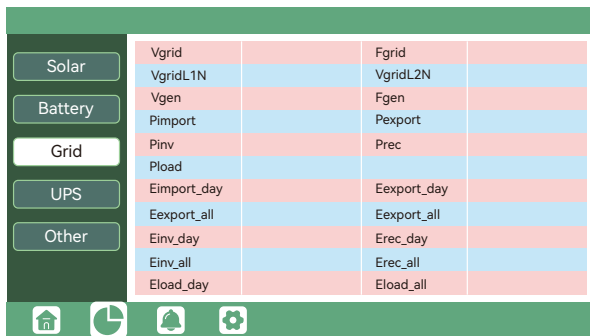 Solar
Battery
Grid
UPS
Other
Vgrid Fgrid
VgridL1N VgridL2N
Vgen Fgen
Pimport Pexport
Pinv Prec
Pload
Eimport_day Eexport_day
Eexport_all Eexport_all
Einv_day Erec_day
Einv_all Erec_all
Eload_day Eload_all